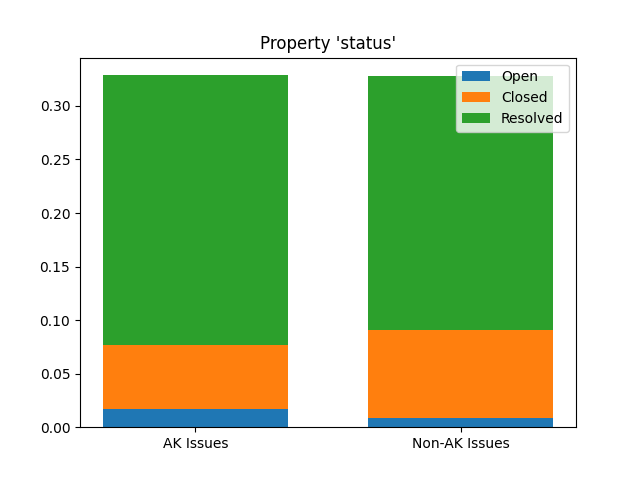 Property 'status'
Open
Closed
Resolved
0.30
0.25
0.20
0.15
0.10
0.05
0.00
AK Issues
Non-AK Issues